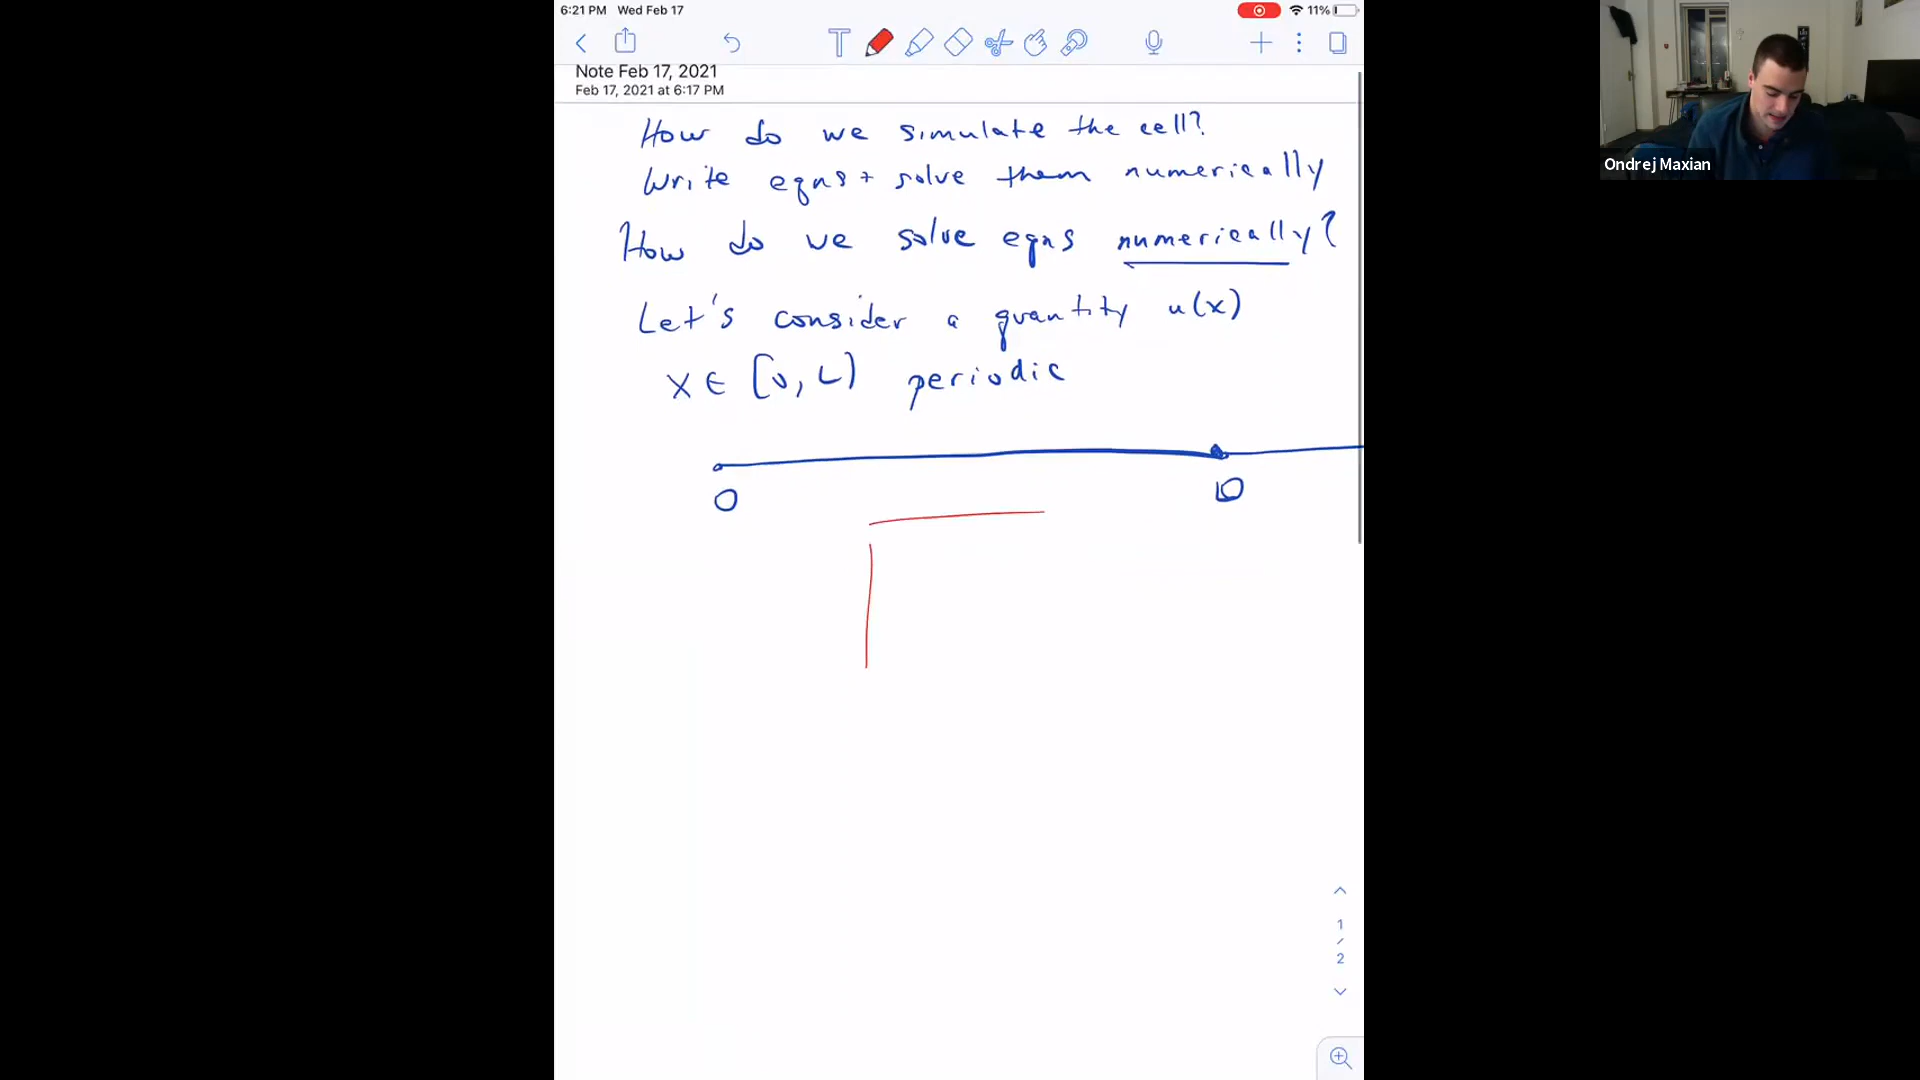 6:21 PM Wed Feb 17
11%
Note Feb 17, 2021
Feb 17, 2021 at 6:17 PM
How do we simulate the cell?
Write eqns + solve them numerically
How do we solve eqns numerically?
Let's consider a quantity u(x)
x ∈ [0, L) periodic
0
1
/
2
Ondrej Maxian